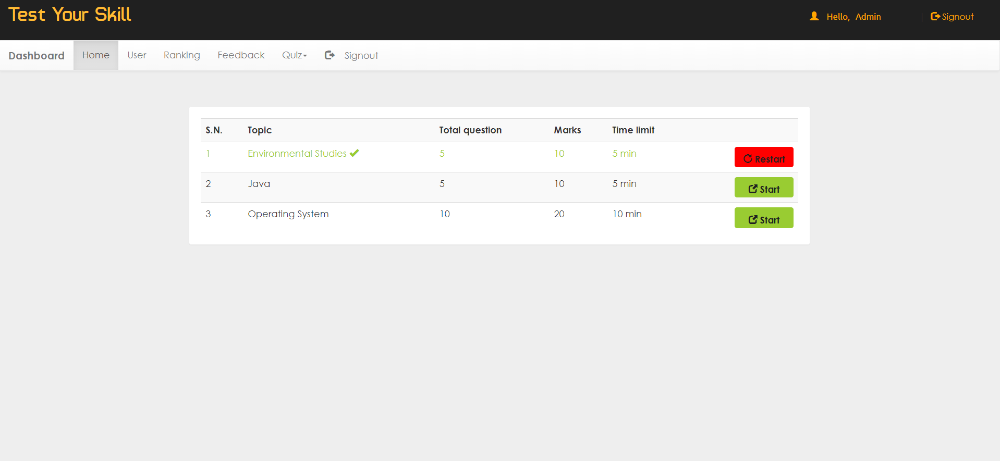 Test Your Skill
Hello, Admin
Signout
Dashboard Home User Ranking Feedback Quiz Signout
S.N. Topic Total question Marks Time limit
1 Environmental Studies 5 10 5 min Restart
2 Java 5 10 5 min Start
3 Operating System 10 20 10 min Start